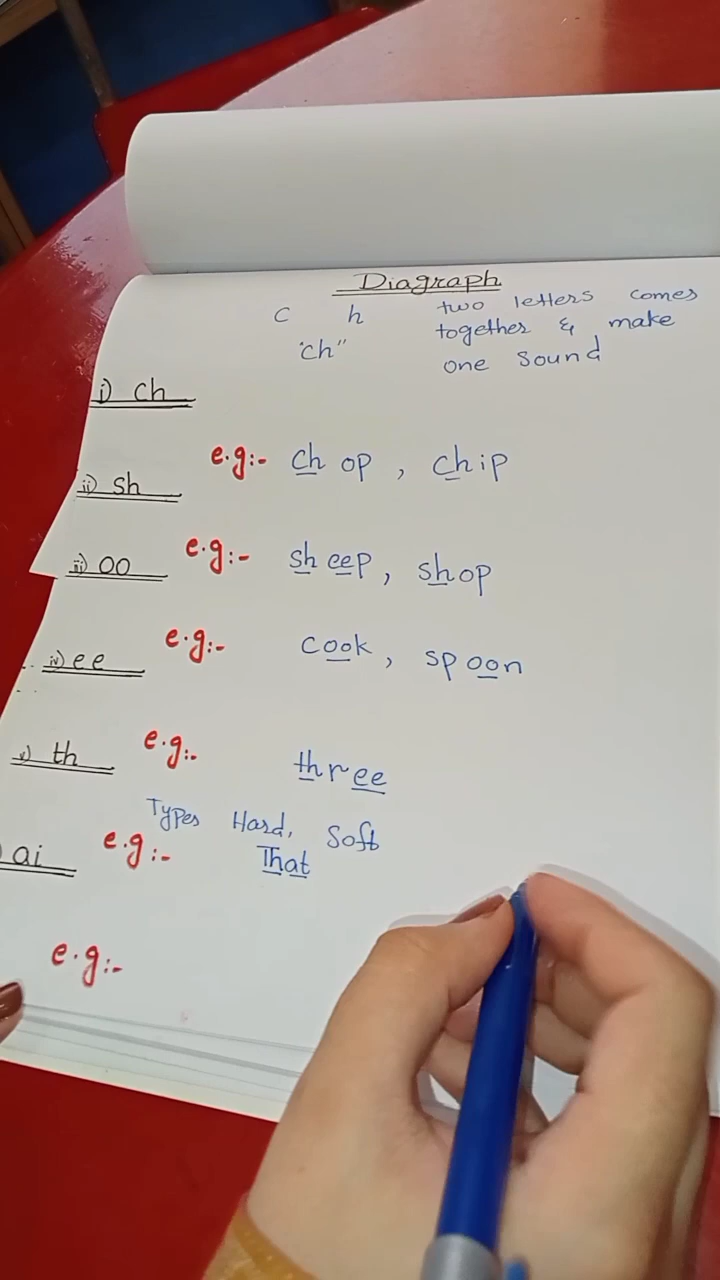 Diagraph
c h two letters comes
"ch" together & make
one sound
i) ch
e.g:- ch op , chip
ii) sh
e.g:- sheep, shop
iii) oo
e.g:- cook, spoon
iv) ee
e.g:- three
v) th
Types Hard, Soft
e.g:- That
) ai
e.g:-